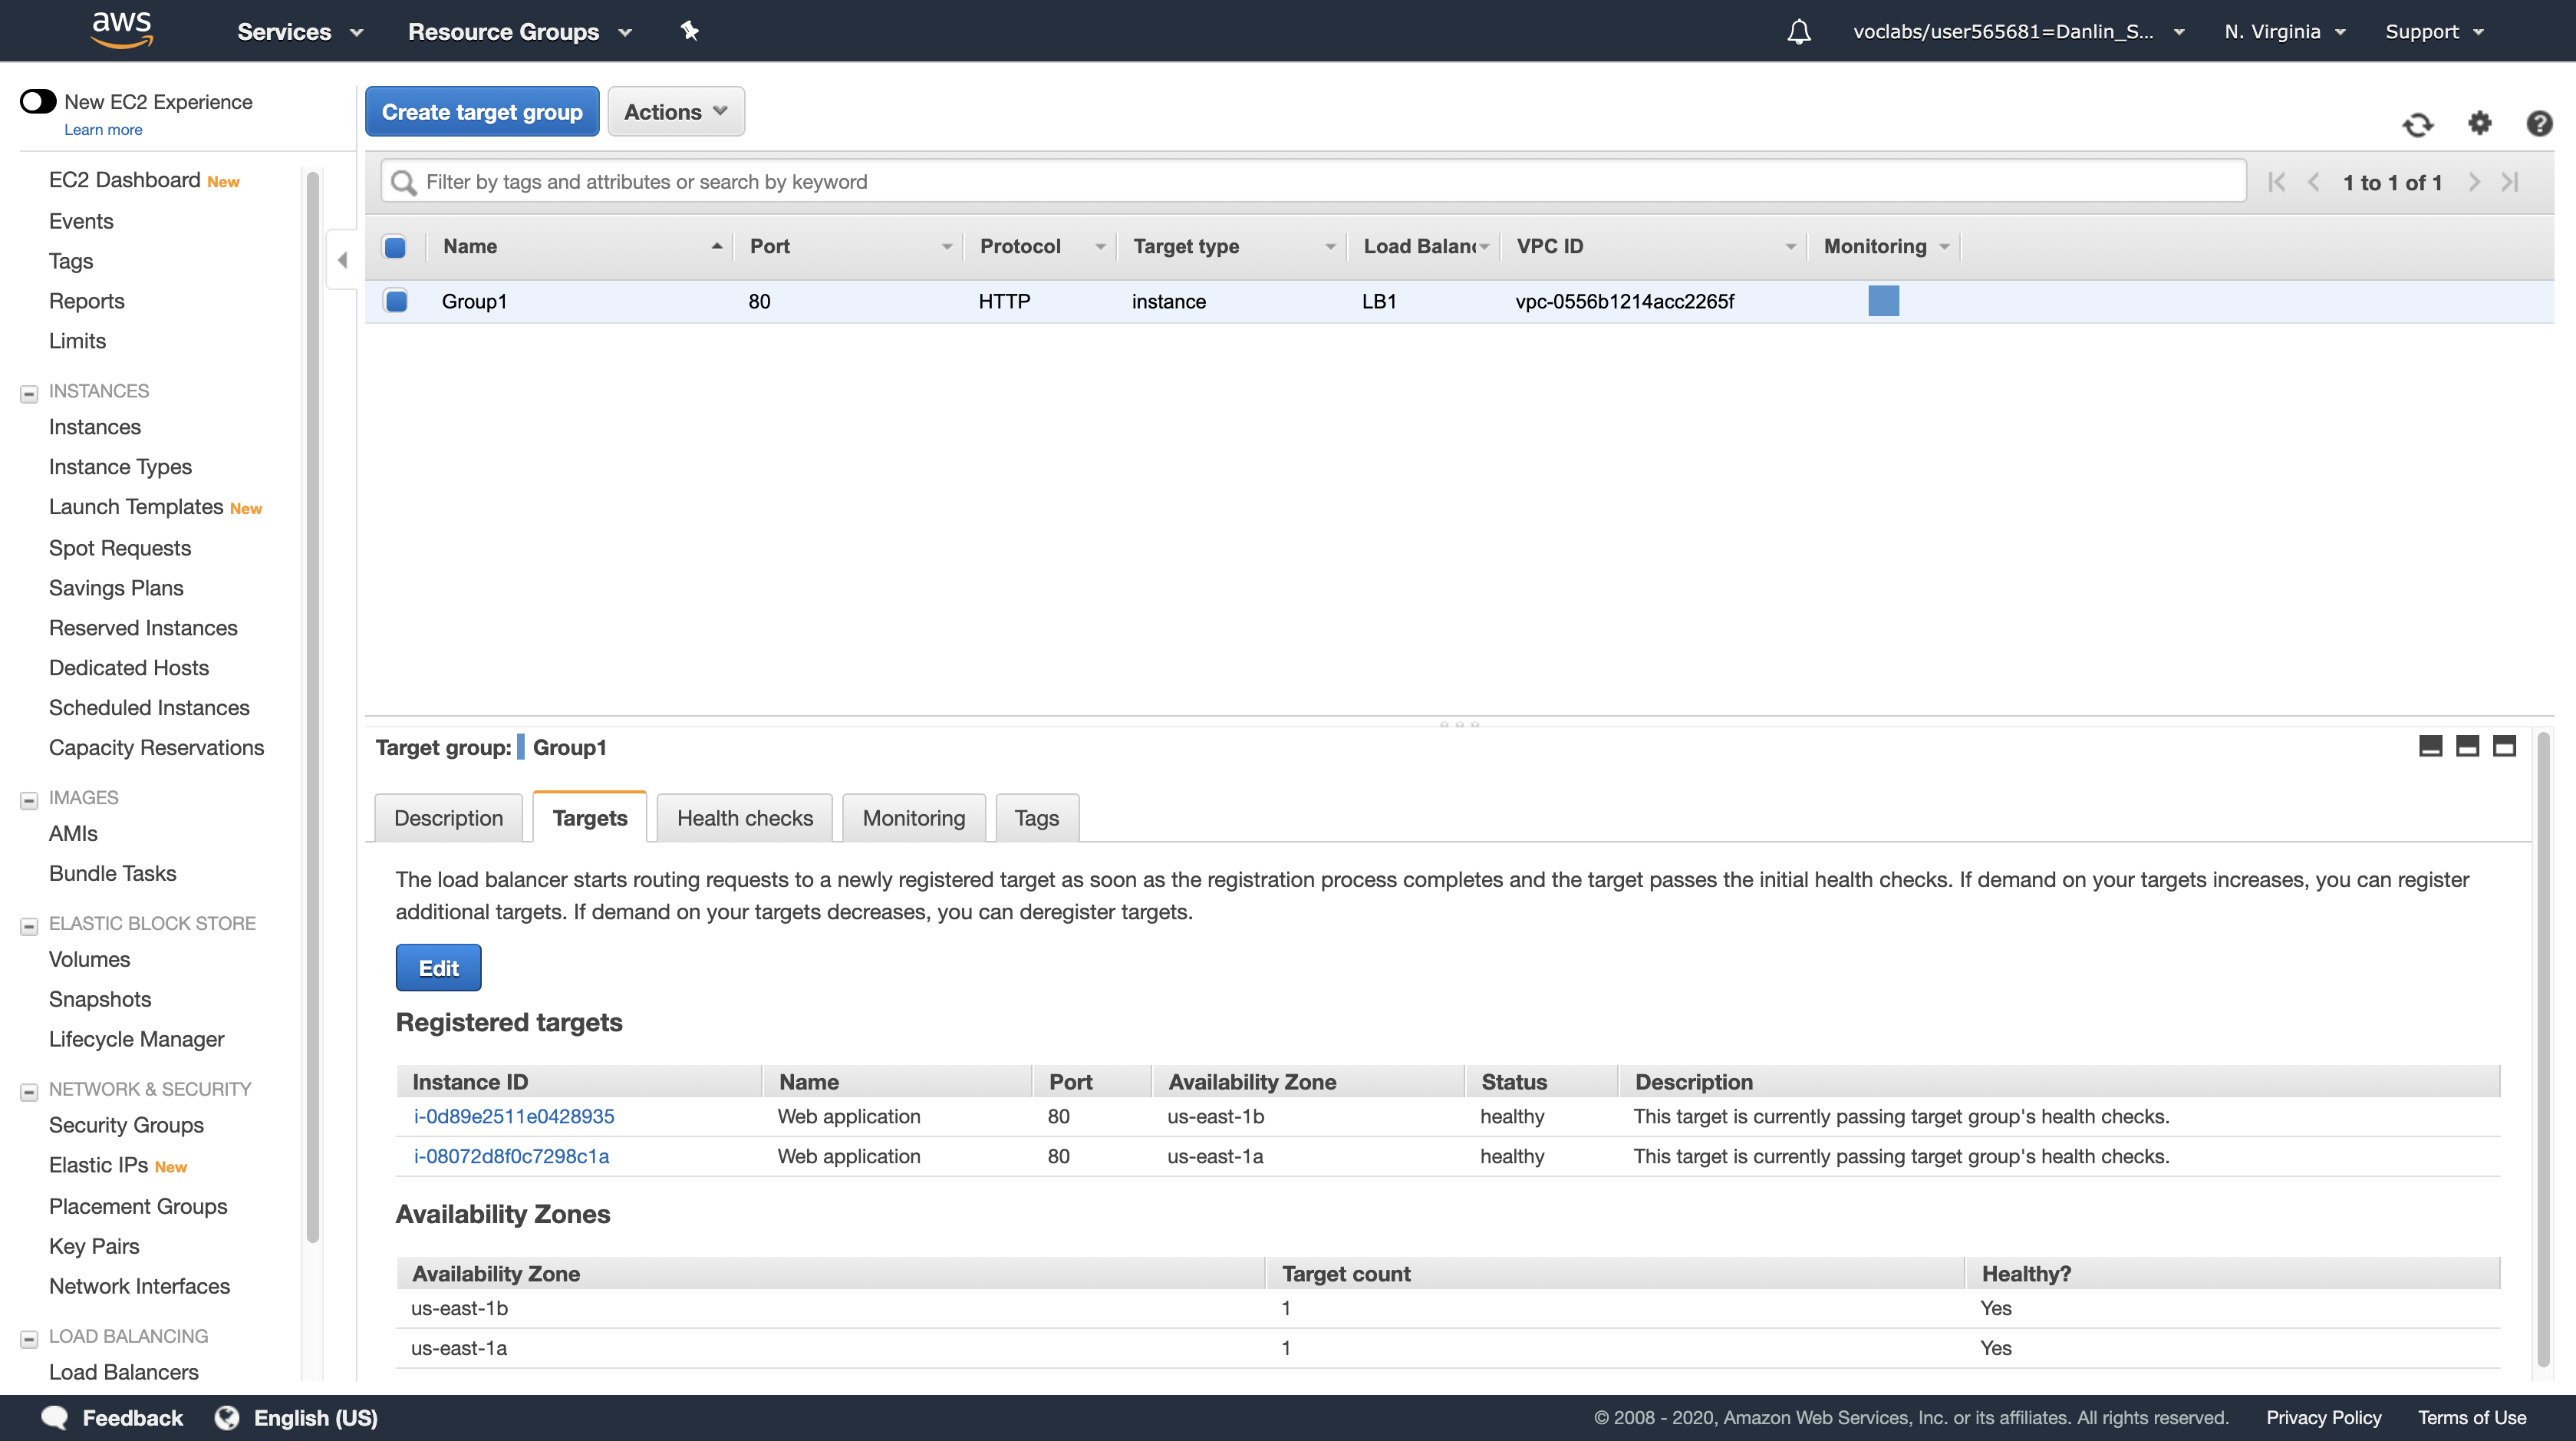 aws Services Resource Groups voclabs/user565681=Danlin_S... N. Virginia Support
New EC2 Experience
Learn more
EC2 Dashboard New
Events
Tags
Reports
Limits
INSTANCES
Instances
Instance Types
Launch Templates New
Spot Requests
Savings Plans
Reserved Instances
Dedicated Hosts
Scheduled Instances
Capacity Reservations
IMAGES
AMIs
Bundle Tasks
ELASTIC BLOCK STORE
Volumes
Snapshots
Lifecycle Manager
NETWORK & SECURITY
Security Groups
Elastic IPs New
Placement Groups
Key Pairs
Network Interfaces
LOAD BALANCING
Load Balancers
Create target group Actions
Filter by tags and attributes or search by keyword 1 to 1 of 1
Name Port Protocol Target type Load Balanc VPC ID Monitoring
Group1 80 HTTP instance LB1 vpc-0556b1214acc2265f
Target group: Group1
Description Targets Health checks Monitoring Tags
The load balancer starts routing requests to a newly registered target as soon as the registration process completes and the target passes the initial health checks. If demand on your targets increases, you can register
additional targets. If demand on your targets decreases, you can deregister targets.
Edit
Registered targets
Instance ID Name Port Availability Zone Status Description
i-0d89e2511e0428935 Web application 80 us-east-1b healthy This target is currently passing target group's health checks.
i-08072d8f0c7298c1a Web application 80 us-east-1a healthy This target is currently passing target group's health checks.
Availability Zones
Availability Zone Target count Healthy?
us-east-1b 1 Yes
us-east-1a 1 Yes
Feedback English (US) © 2008 - 2020, Amazon Web Services, Inc. or its affiliates. All rights reserved. Privacy Policy Terms of Use